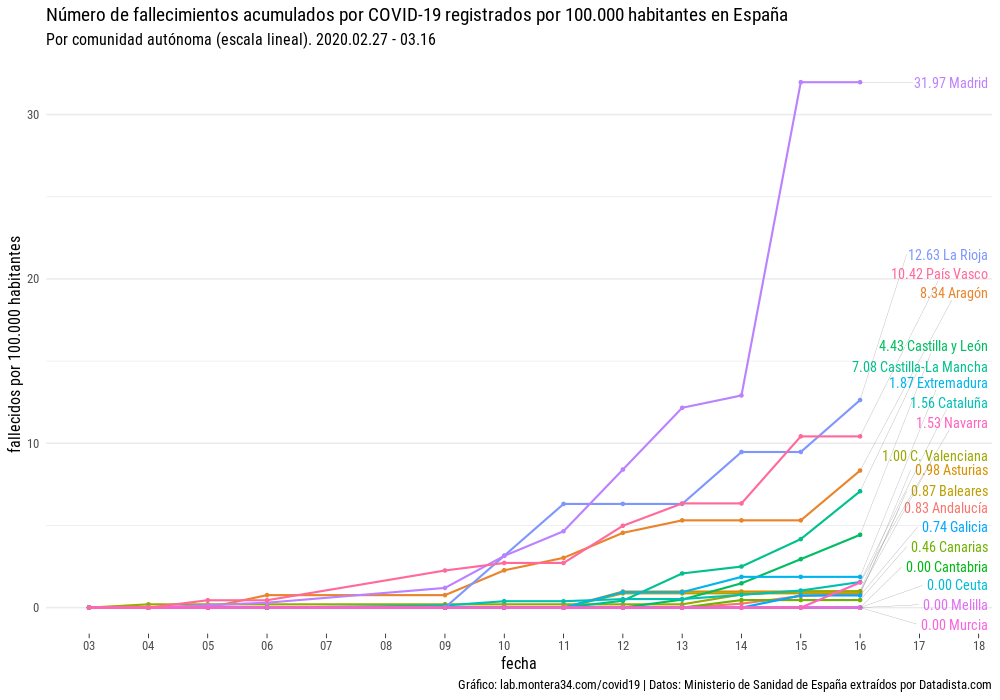 Número de fallecimientos acumulados por COVID-19 registrados por 100.000 habitantes en España
Por comunidad autónoma (escala lineal). 2020.02.27 - 03.16
fallecidos por 100.000 habitantes
30
20
10
0
31.97 Madrid
12.63 La Rioja
10.42 País Vasco
8.34 Aragón
4.43 Castilla y León
7.08 Castilla-La Mancha
1.87 Extremadura
1.56 Cataluña
1.53 Navarra
1.00 C. Valenciana
0.98 Asturias
0.87 Baleares
0.83 Andalucía
0.74 Galicia
0.46 Canarias
0.00 Cantabria
0.00 Ceuta
0.00 Melilla
0.00 Murcia
03 04 05 06 07 08 09 10 11 12 13 14 15 16 17 18
fecha
Gráfico: lab.montera34.com/covid19 | Datos: Ministerio de Sanidad de España extraídos por Datadista.com